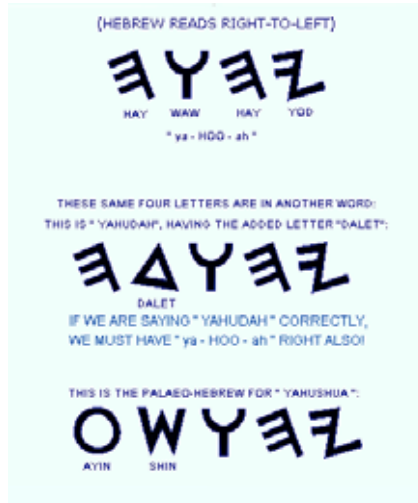 (HEBREW READS RIGHT-TO-LEFT)
𐤉𐤄𐤅𐤄
HAY WAW HAY YOD
" ya - HOO - ah "
THESE SAME FOUR LETTERS ARE IN ANOTHER WORD:
THIS IS " YAHUDAH", HAVING THE ADDED LETTER "DALET":
𐤉𐤄𐤅𐤃𐤄
DALET
IF WE ARE SAYING " YAHUDAH " CORRECTLY,
WE MUST HAVE " ya - HOO - ah " RIGHT ALSO!
THIS IS THE PALAEO-HEBREW FOR " YAHUSHUA ":
𐤉𐤄𐤅𐤔𐤏
AYIN SHIN